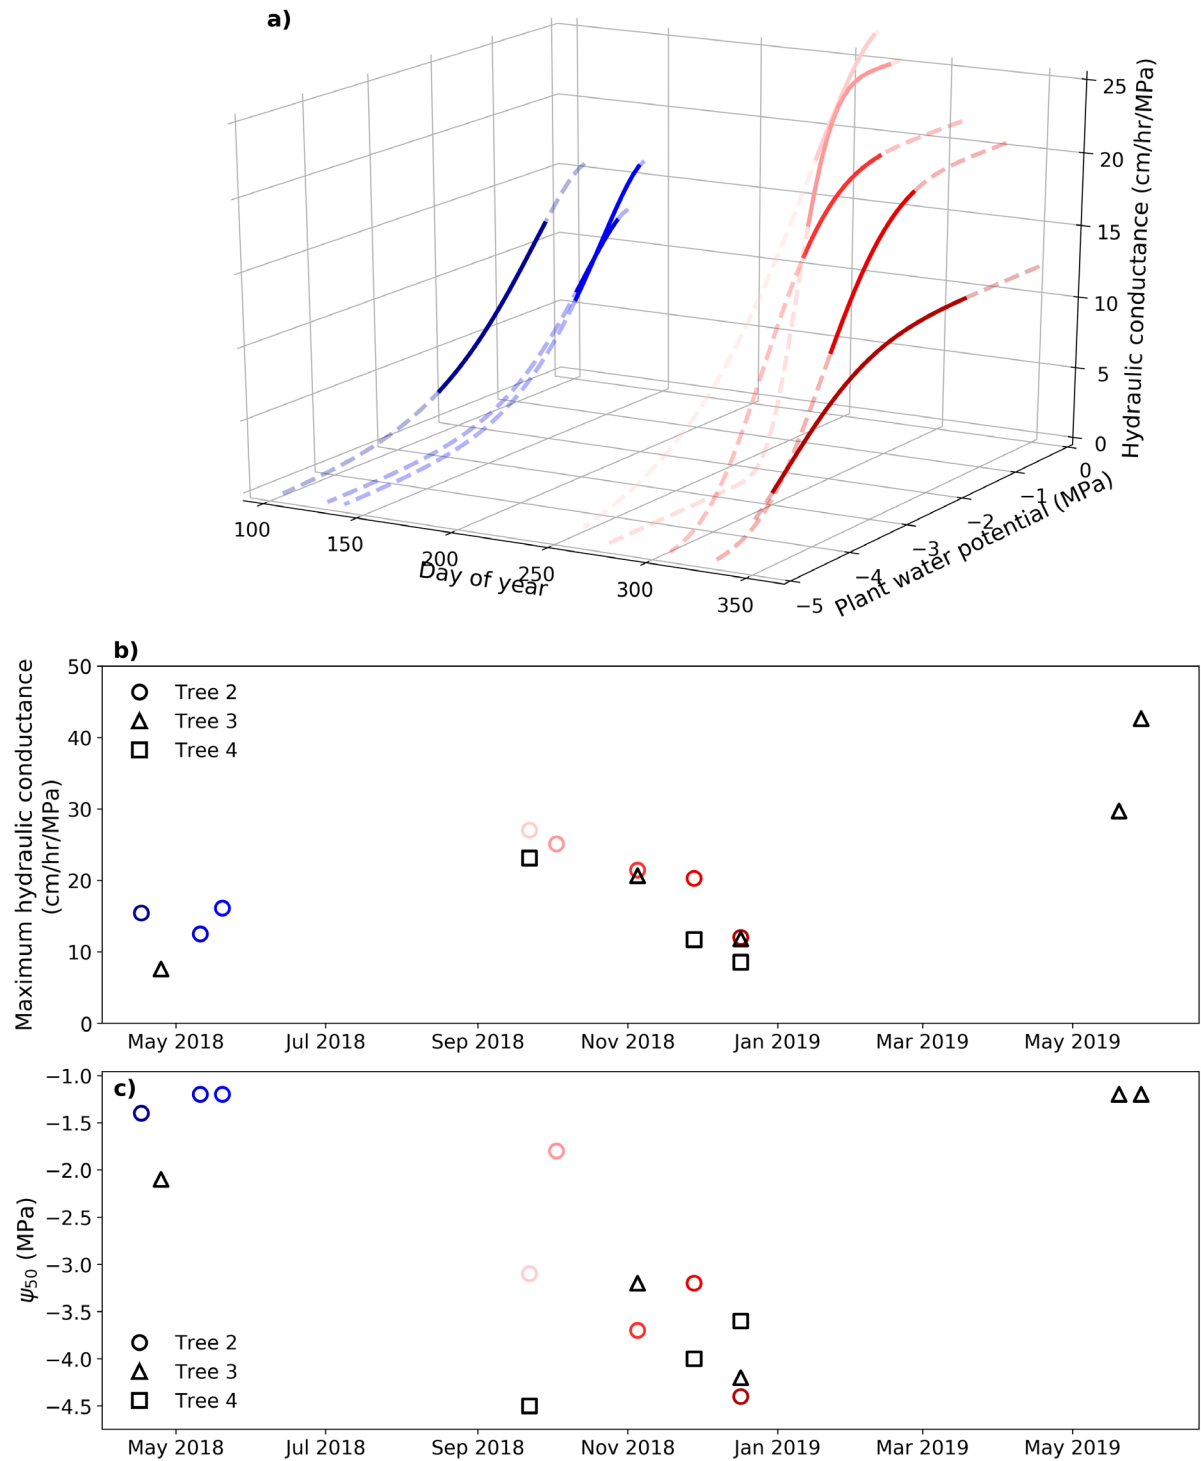 a)
25
20
15
10
5
0
Hydraulic conductance (cm/hr/MPa)
0
−1
−2
−3
−4
−5
Plant water potential (MPa)
100
150
200
250
300
350
Day of year
b)
50
40
30
20
10
0
Maximum hydraulic conductance
(cm/hr/MPa)
Tree 2
Tree 3
Tree 4
May 2018
Jul 2018
Sep 2018
Nov 2018
Jan 2019
Mar 2019
May 2019
c)
−1.0
−1.5
−2.0
−2.5
−3.0
−3.5
−4.0
−4.5
ψ50 (MPa)
Tree 2
Tree 3
Tree 4
May 2018
Jul 2018
Sep 2018
Nov 2018
Jan 2019
Mar 2019
May 2019